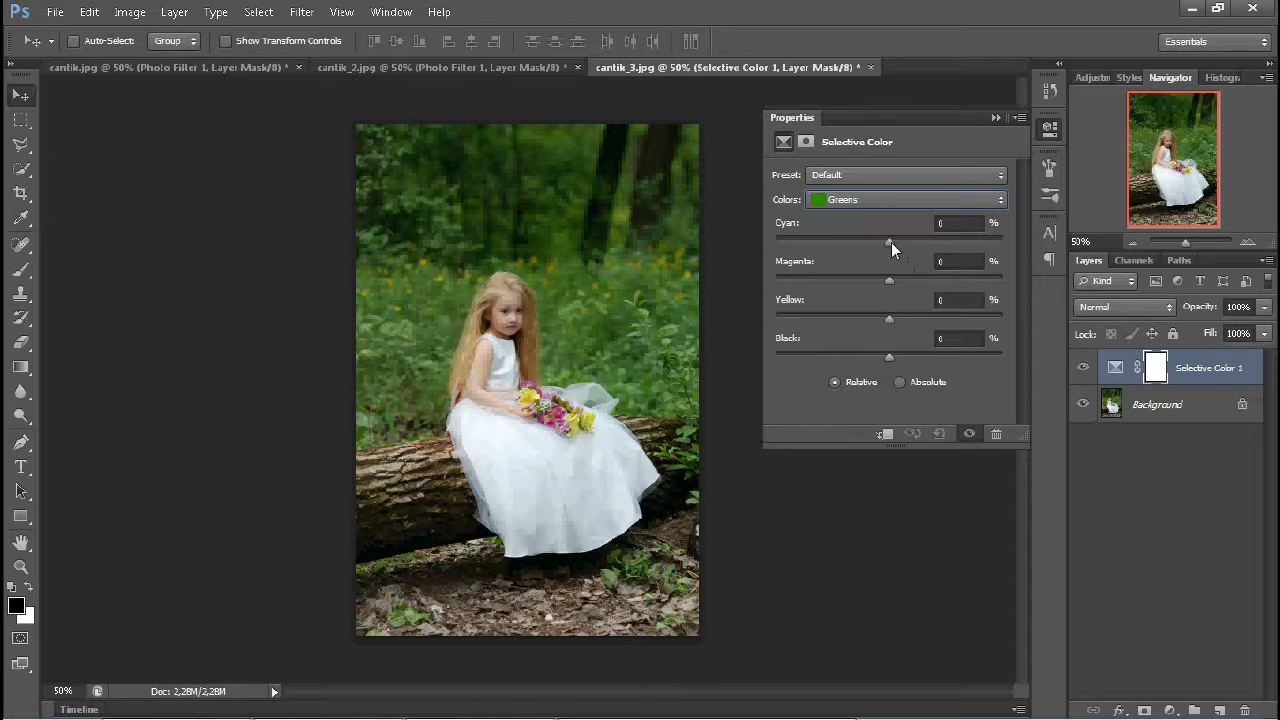 Ps File Edit Image Layer Type Select Filter View Window Help
Auto-Select: Group Show Transform Controls Essentials
cantik.jpg @ 50% (Photo Filter 1, Layer Mask/8) * × cantik_2.jpg @ 50% (Photo Filter 1, Layer Mask/8) * × cantik_3.jpg @ 50% (Selective Color 1, Layer Mask/8) * ×
Adjustm Styles Navigator Histogr
Properties
Selective Color
Preset: Default
Colors: Greens
Cyan: 0 %
Magenta: 0 %
Yellow: 0 %
Black: 0 %
Relative Absolute
50%
Layers Channels Paths
Kind
Normal Opacity: 100%
Lock: Fill: 100%
Selective Color 1
Background
50% Doc: 2,28M/2,28M
Timeline